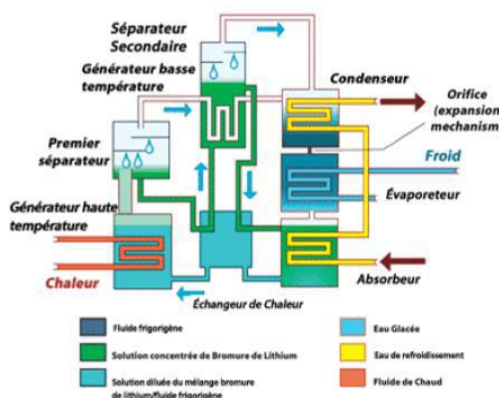 Séparateur
Secondaire
Générateur basse
température
Condenseur
Orifice
(expansion
mechanism
Premier
séparateur
Froid
Évaporeteur
Générateur haute
température
Chaleur
Absorbeur
Échangeur de Chaleur
Fluide frigorigène
Eau Glacée
Solution concentrée de Bromure de Lithium
Eau de refroidissement
Solution diluée du mélange bromure
de lithium/fluide frigorigène
Fluide de Chaud